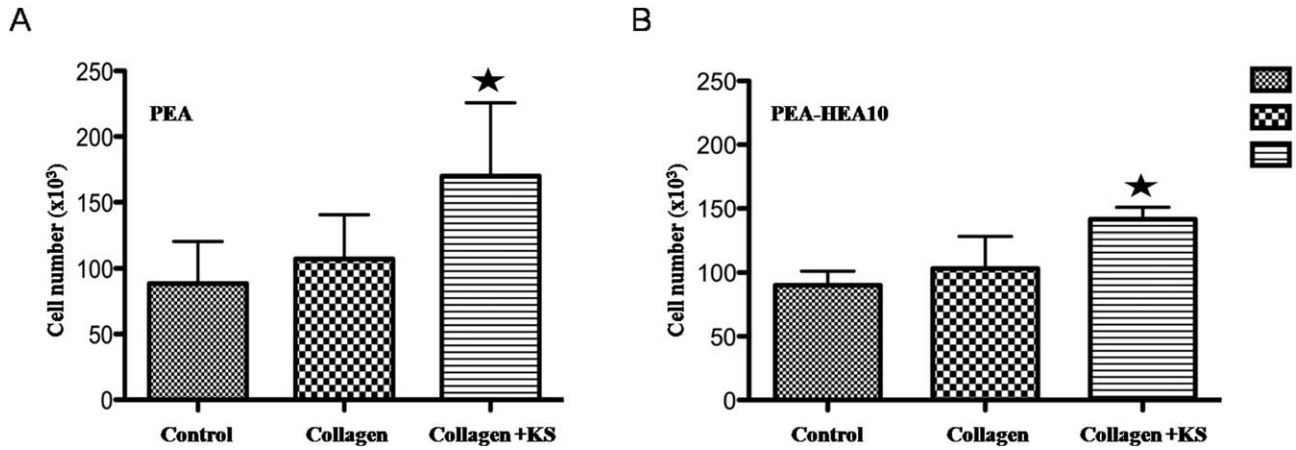 A
B
Cell number (x10³)
250
200
150
100
50
0
PEA
★
Control
Collagen
Collagen +KS
Cell number (x10³)
250
200
150
100
50
0
PEA-HEA10
★
Control
Collagen
Collagen +KS